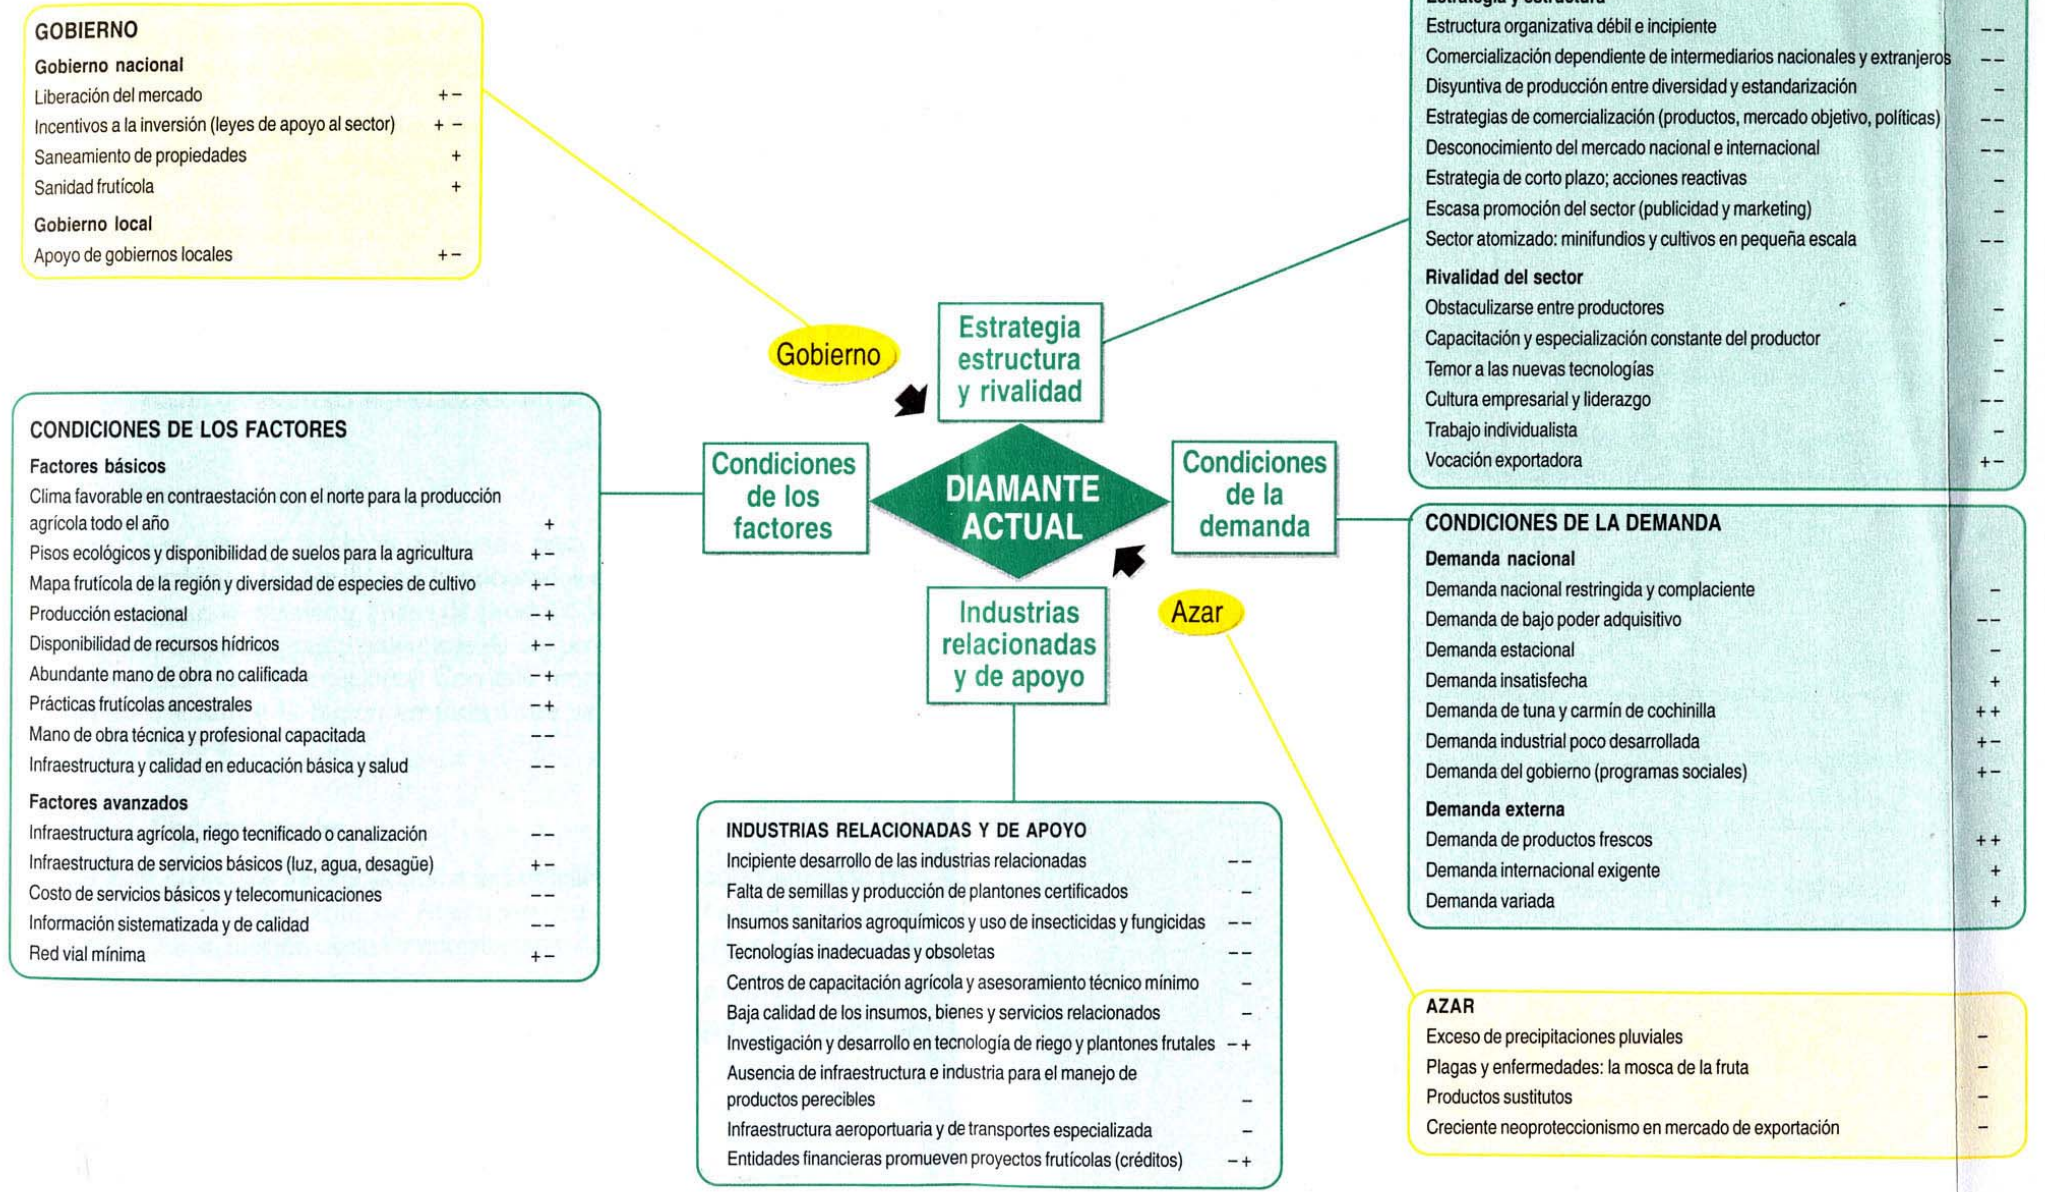 GOBIERNO
Gobierno nacional
Liberación del mercado + −
Incentivos a la inversión (leyes de apoyo al sector) + −
Saneamiento de propiedades +
Sanidad frutícola +
Gobierno local
Apoyo de gobiernos locales + −
Estrategia y estructura
Estructura organizativa débil e incipiente − −
Comercialización dependiente de intermediarios nacionales y extranjeros − −
Disyuntiva de producción entre diversidad y estandarización −
Estrategias de comercialización (productos, mercado objetivo, políticas) − −
Desconocimiento del mercado nacional e internacional − −
Estrategia de corto plazo; acciones reactivas −
Escasa promoción del sector (publicidad y marketing) −
Sector atomizado: minifundios y cultivos en pequeña escala − −
Rivalidad del sector
Obstaculizarse entre productores −
Capacitación y especialización constante del productor −
Temor a las nuevas tecnologías −
Cultura empresarial y liderazgo − −
Trabajo individualista −
Vocación exportadora + −
Gobierno
Estrategia
estructura
y rivalidad
Condiciones
de los
factores
DIAMANTE
ACTUAL
Condiciones
de la
demanda
Industrias
relacionadas
y de apoyo
Azar
CONDICIONES DE LOS FACTORES
Factores básicos
Clima favorable en contraestación con el norte para la producción
agrícola todo el año +
Pisos ecológicos y disponibilidad de suelos para la agricultura + −
Mapa frutícola de la región y diversidad de especies de cultivo + −
Producción estacional − +
Disponibilidad de recursos hídricos + −
Abundante mano de obra no calificada − +
Prácticas frutícolas ancestrales − +
Mano de obra técnica y profesional capacitada − −
Infraestructura y calidad en educación básica y salud − −
Factores avanzados
Infraestructura agrícola, riego tecnificado o canalización − −
Infraestructura de servicios básicos (luz, agua, desagüe) + −
Costo de servicios básicos y telecomunicaciones − −
Información sistematizada y de calidad − −
Red vial mínima + −
CONDICIONES DE LA DEMANDA
Demanda nacional
Demanda nacional restringida y complaciente −
Demanda de bajo poder adquisitivo − −
Demanda estacional −
Demanda insatisfecha +
Demanda de tuna y carmín de cochinilla + +
Demanda industrial poco desarrollada + −
Demanda del gobierno (programas sociales) + −
Demanda externa
Demanda de productos frescos + +
Demanda internacional exigente +
Demanda variada +
INDUSTRIAS RELACIONADAS Y DE APOYO
Incipiente desarrollo de las industrias relacionadas − −
Falta de semillas y producción de plantones certificados −
Insumos sanitarios agroquímicos y uso de insecticidas y fungicidas − −
Tecnologías inadecuadas y obsoletas − −
Centros de capacitación agrícola y asesoramiento técnico mínimo −
Baja calidad de los insumos, bienes y servicios relacionados −
Investigación y desarrollo en tecnología de riego y plantones frutales − +
Ausencia de infraestructura e industria para el manejo de
productos perecibles −
Infraestructura aeroportuaria y de transportes especializada −
Entidades financieras promueven proyectos frutícolas (créditos) − +
AZAR
Exceso de precipitaciones pluviales −
Plagas y enfermedades: la mosca de la fruta −
Productos sustitutos −
Creciente neoproteccionismo en mercado de exportación −